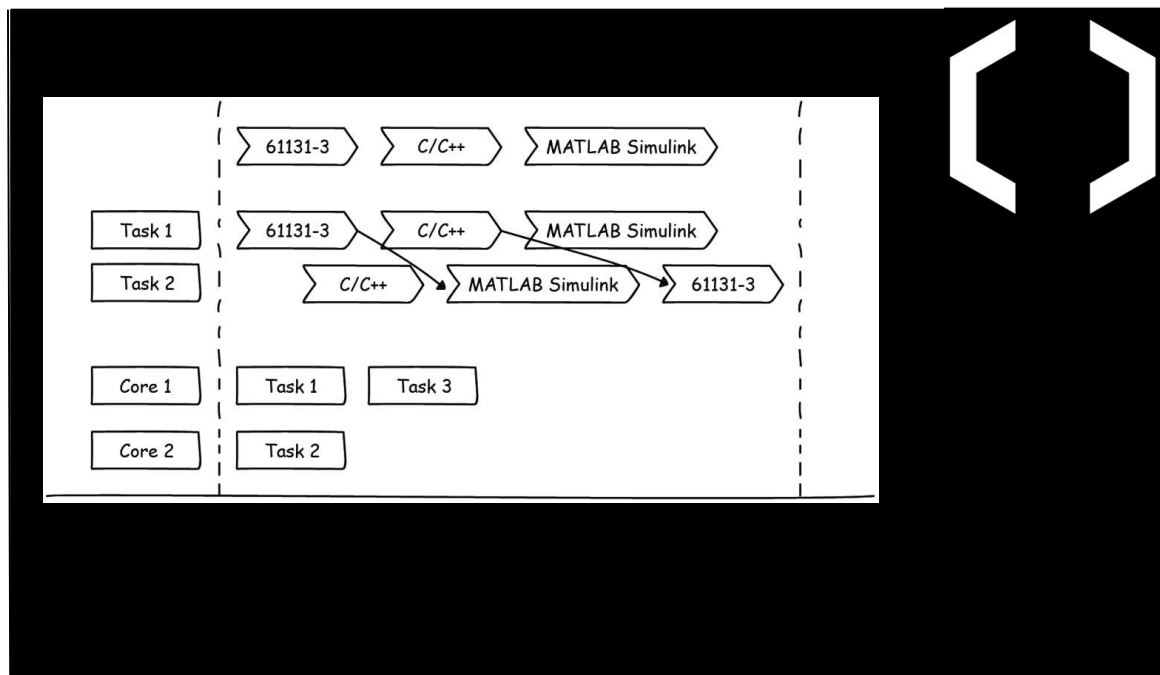 61131-3 C/C++ MATLAB Simulink
Task 1 61131-3 C/C++ MATLAB Simulink
Task 2 C/C++ MATLAB Simulink 61131-3
Core 1 Task 1 Task 3
Core 2 Task 2